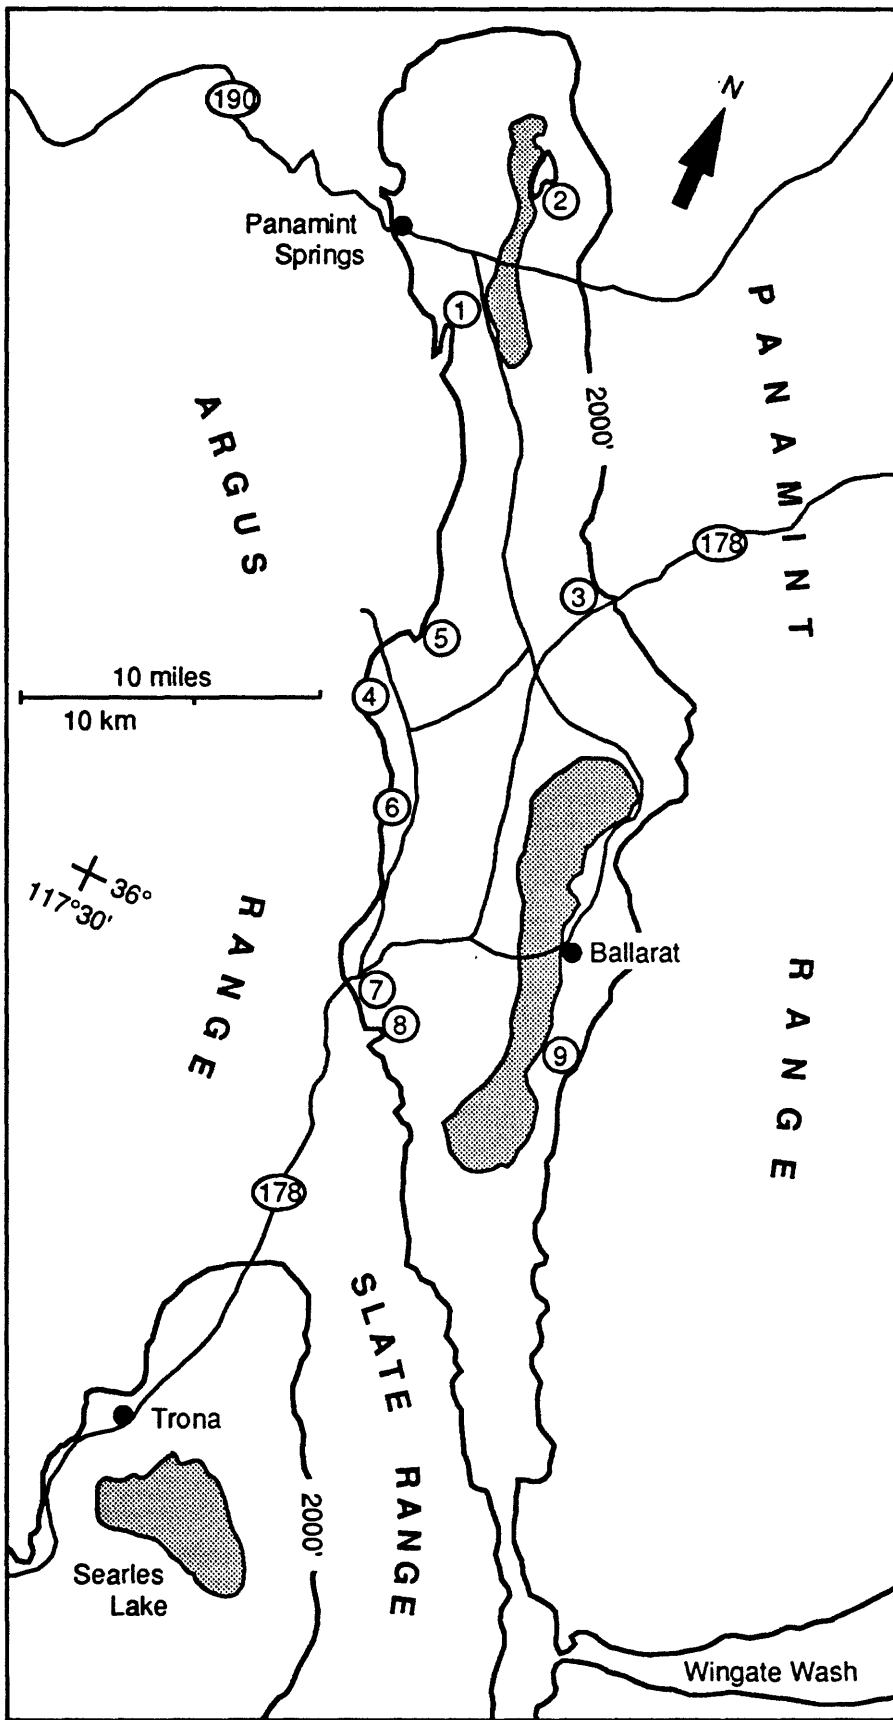 190
N
Panamint
Springs
2
1
PANAMINT
2000'
ARGUS
178
3
5
10 miles
10 km
4
6
36°
117°30'
RANGE
Ballarat
RANGE
7
8
9
178
SLATE
Trona
RANGE
2000'
Searles
Lake
Wingate Wash